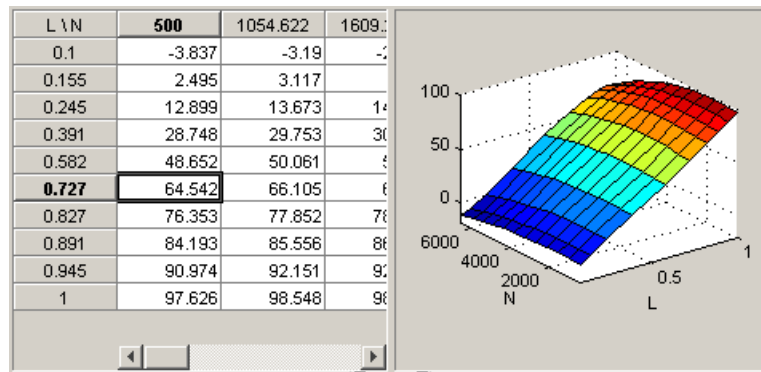 L \ N 500 1054.622 1609.
0.1 -3.837 -3.19
0.155 2.495 3.117
0.245 12.899 13.673
0.391 28.748 29.753 30
0.582 48.652 50.061
0.727 64.542 66.105
0.827 76.353 77.852
0.891 84.193 85.556
0.945 90.974 92.151
1 97.626 98.548
100
50
0
6000
4000
2000
N
0.5
1
L